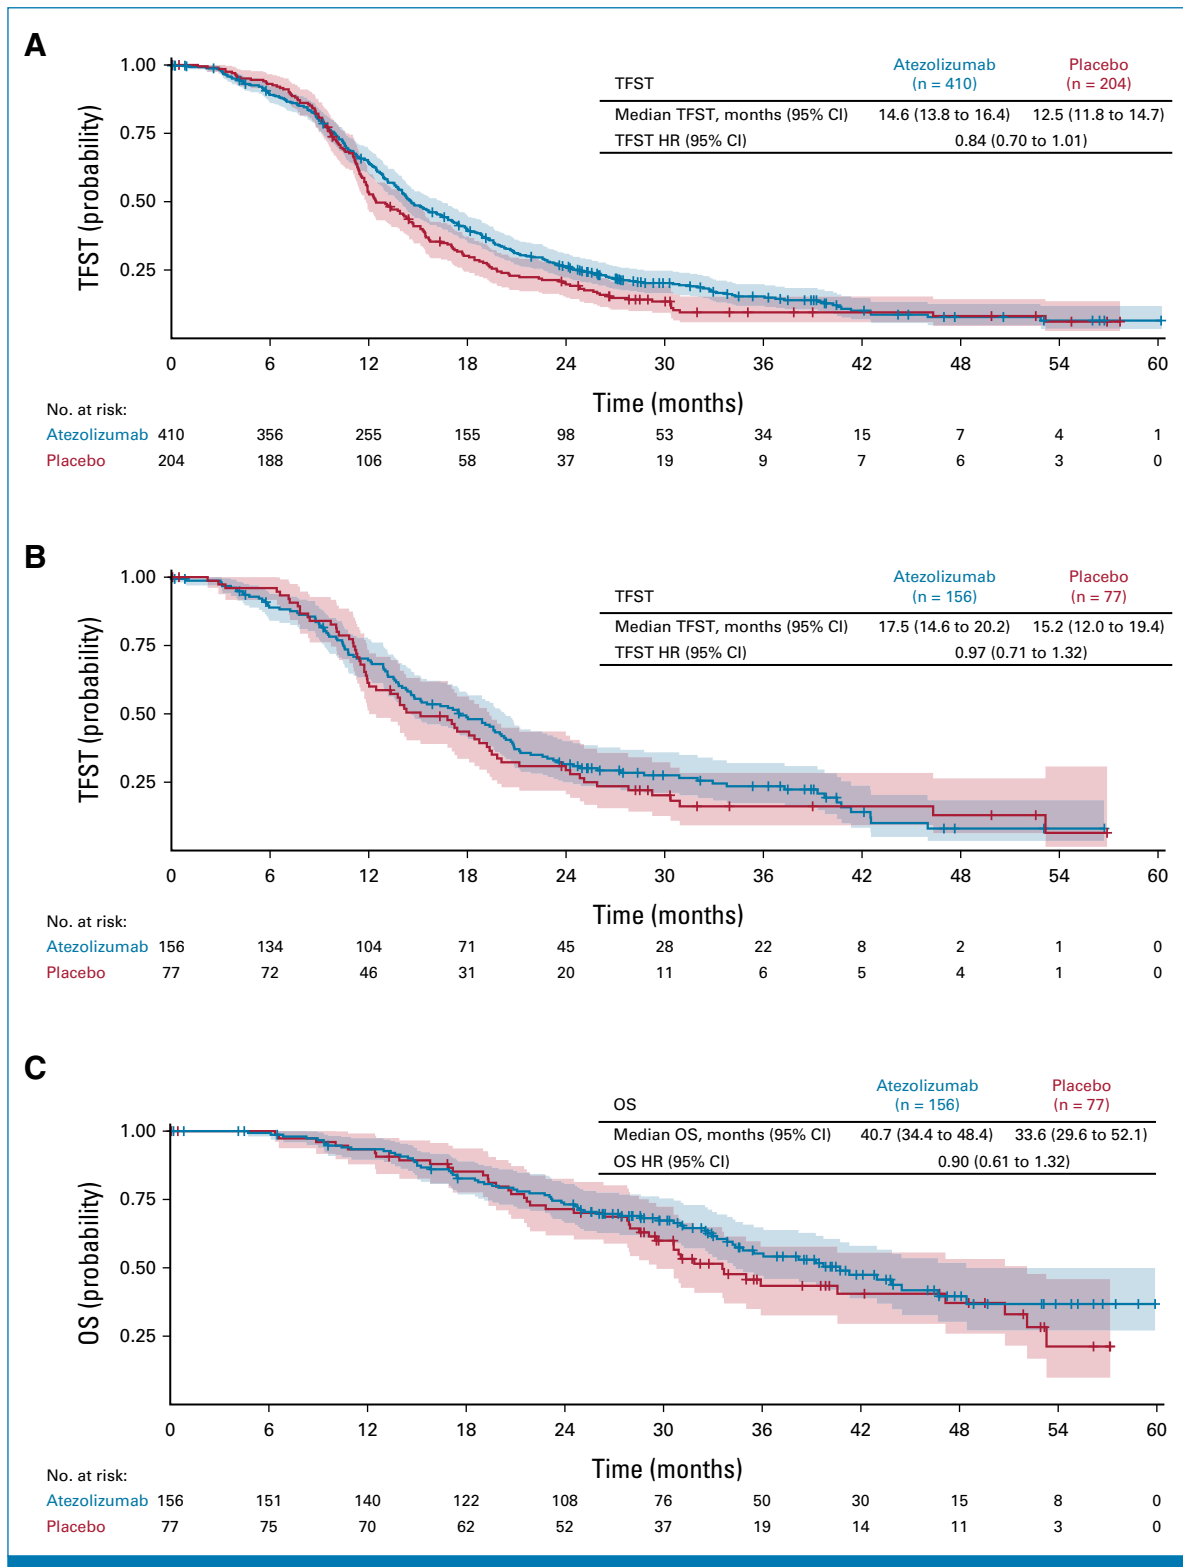 A
TFST (probability)
1.00
0.75
0.50
0.25
TFST Atezolizumab (n = 410) Placebo (n = 204)
Median TFST, months (95% CI) 14.6 (13.8 to 16.4) 12.5 (11.8 to 14.7)
TFST HR (95% CI) 0.84 (0.70 to 1.01)
0 6 12 18 24 30 36 42 48 54 60
Time (months)
No. at risk:
Atezolizumab 410 356 255 155 98 53 34 15 7 4 1
Placebo 204 188 106 58 37 19 9 7 6 3 0
B
TFST (probability)
1.00
0.75
0.50
0.25
TFST Atezolizumab (n = 156) Placebo (n = 77)
Median TFST, months (95% CI) 17.5 (14.6 to 20.2) 15.2 (12.0 to 19.4)
TFST HR (95% CI) 0.97 (0.71 to 1.32)
0 6 12 18 24 30 36 42 48 54 60
Time (months)
No. at risk:
Atezolizumab 156 134 104 71 45 28 22 8 2 1 0
Placebo 77 72 46 31 20 11 6 5 4 1 0
C
OS (probability)
1.00
0.75
0.50
0.25
OS Atezolizumab (n = 156) Placebo (n = 77)
Median OS, months (95% CI) 40.7 (34.4 to 48.4) 33.6 (29.6 to 52.1)
OS HR (95% CI) 0.90 (0.61 to 1.32)
0 6 12 18 24 30 36 42 48 54 60
Time (months)
No. at risk:
Atezolizumab 156 151 140 122 108 76 50 30 15 8 0
Placebo 77 75 70 62 52 37 19 14 11 3 0